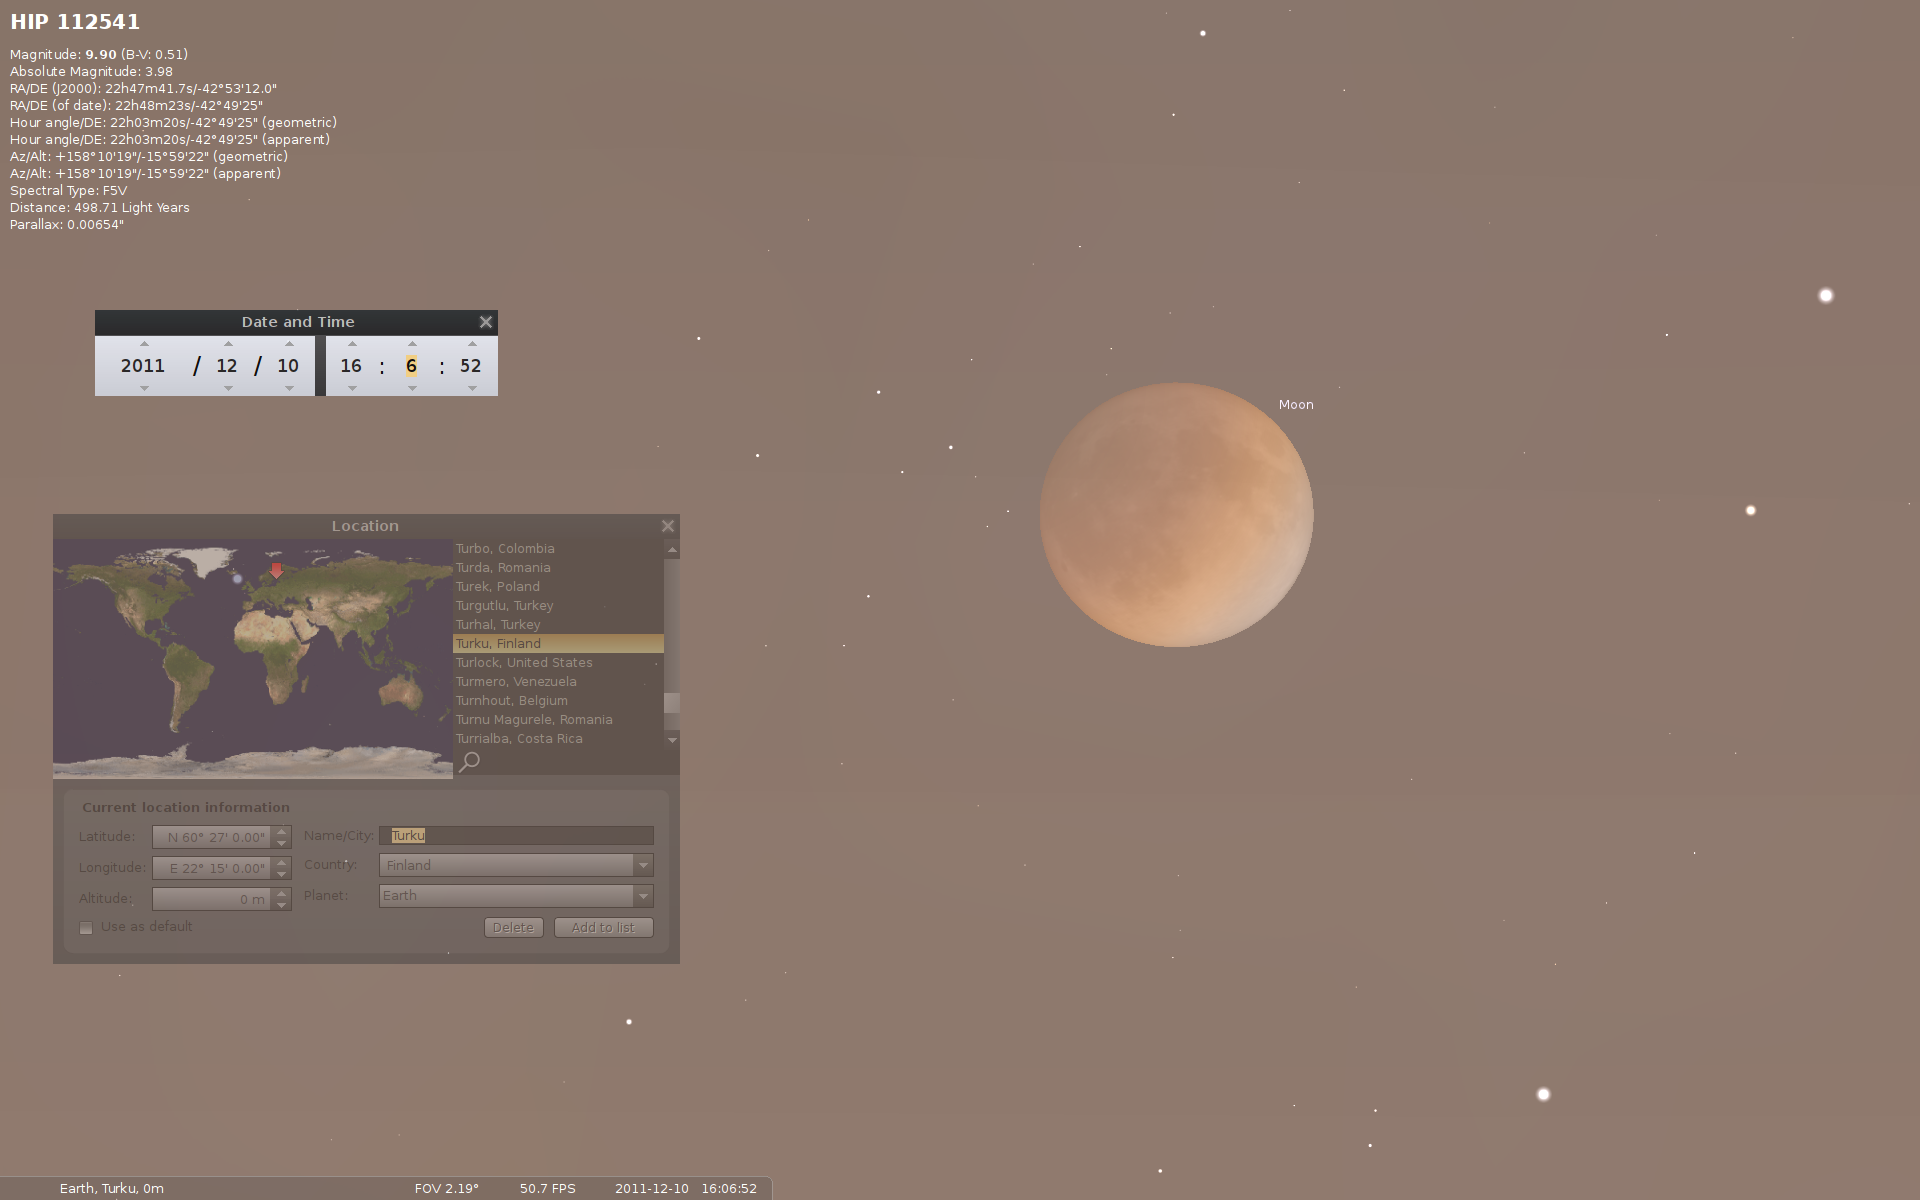 HIP 112541
Magnitude: 9.90 (B-V: 0.51)
Absolute Magnitude: 3.98
RA/DE (J2000): 22h47m41.7s/-42°53'12.0"
RA/DE (of date): 22h48m23s/-42°49'25"
Hour angle/DE: 22h03m20s/-42°49'25" (geometric)
Hour angle/DE: 22h03m20s/-42°49'25" (apparent)
Az/Alt: +158°10'19"/-15°59'22" (geometric)
Az/Alt: +158°10'19"/-15°59'22" (apparent)
Spectral Type: F5V
Distance: 498.71 Light Years
Parallax: 0.00654"
Date and Time
2011 / 12 / 10 16 : 6 : 52
Moon
Location
Turbo, Colombia
Turda, Romania
Turek, Poland
Turgutlu, Turkey
Turhal, Turkey
Turku, Finland
Turlock, United States
Turmero, Venezuela
Turnhout, Belgium
Turnu Magurele, Romania
Turrialba, Costa Rica
Current location information
Latitude: N 60° 27' 0.00" Name/City: Turku
Longitude: E 22° 15' 0.00" Country: Finland
Altitude: 0 m Planet: Earth
Use as default Delete Add to list
Earth, Turku, 0m FOV 2.19° 50.7 FPS 2011-12-10 16:06:52